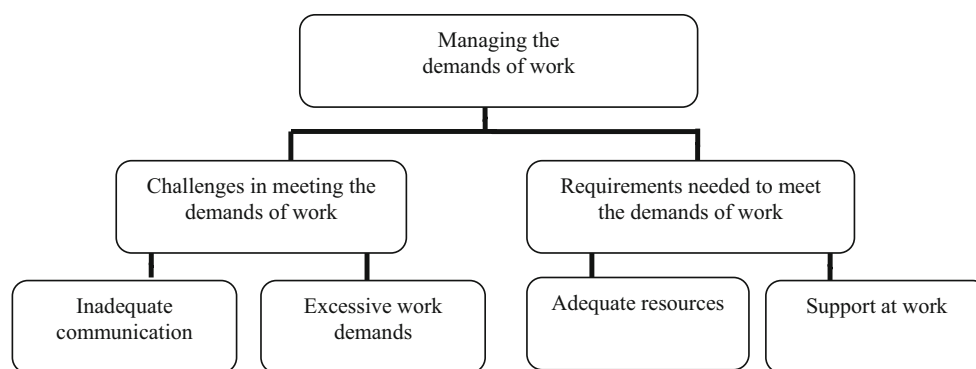 Managing the
demands of work
Challenges in meeting the
demands of work
Requirements needed to meet
the demands of work
Inadequate
communication
Excessive work
demands
Adequate resources
Support at work